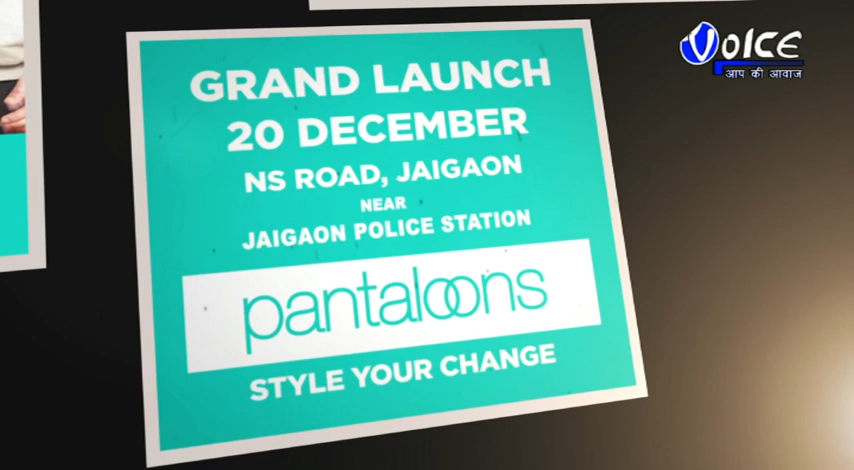 GRAND LAUNCH
20 DECEMBER
NS ROAD, JAIGAON
NEAR
JAIGAON POLICE STATION
pantaloons
STYLE YOUR CHANGE
VOICE
आप की आवाज